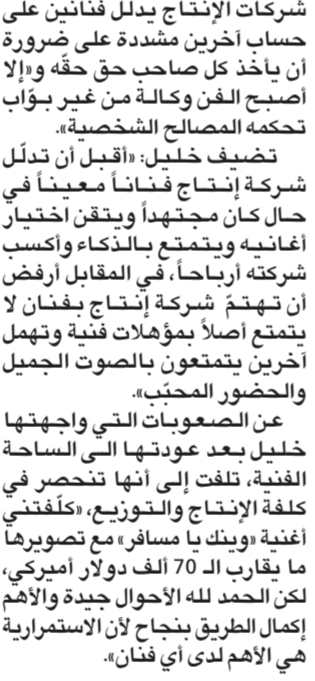 شركات الإنتاج يدلل فنانين على
حساب آخرين مشددة على ضرورة
أن يأخذ كل صاحب حق حقّه و«إلا
أصبح الفن وكالة من غير بوّاب
تحكمه المصالح الشخصية».
تضيف خليل: «أقبل أن تدلّل
شركة إنتاج فناناً معيناً في
حال كان مجتهداً ويتقن اختيار
أغانيه ويتمتع بالذكاء وأكسب
شركته أرباحاً، في المقابل أرفض
أن تهتمّ شركة إنتاج بفنان لا
يتمتع أصلاً بمؤهلات فنية وتهمل
آخرين يتمتعون بالصوت الجميل
والحضور المحبّب».
عن الصعوبات التي واجهتها
خليل بعد عودتها الى الساحة
الفنية، تلفت إلى أنها تنحصر في
كلفة الإنتاج والتوزيع، «كلّفتني
أغنية «وينك يا مسافر» مع تصويرها
ما يقارب الـ 70 ألف دولار أميركي،
لكن الحمد لله الأحوال جيدة والأهم
إكمال الطريق بنجاح لأن الاستمرارية
هي الأهم لدى أي فنان».